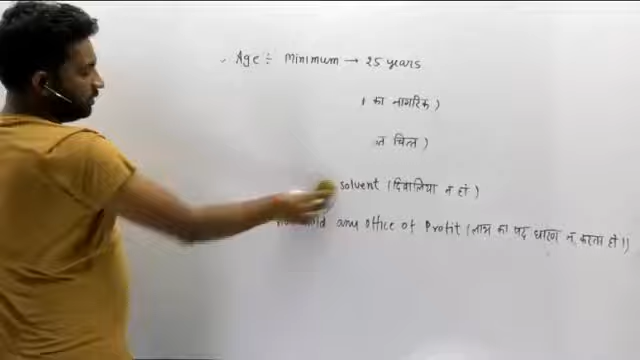 Age :- Minimum → 25 years
का नागरिक)
चित्त)
solvent (दिवालिया न हो)
any office of Profit (लाभ का पद धारण न करता हो।)